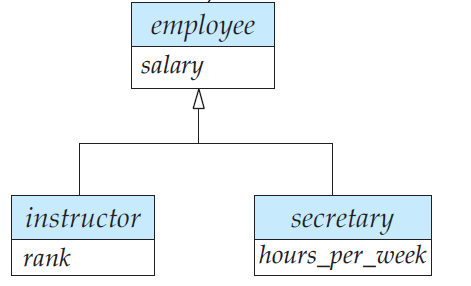 employee
salary
instructor
rank
secretary
hours_per_week